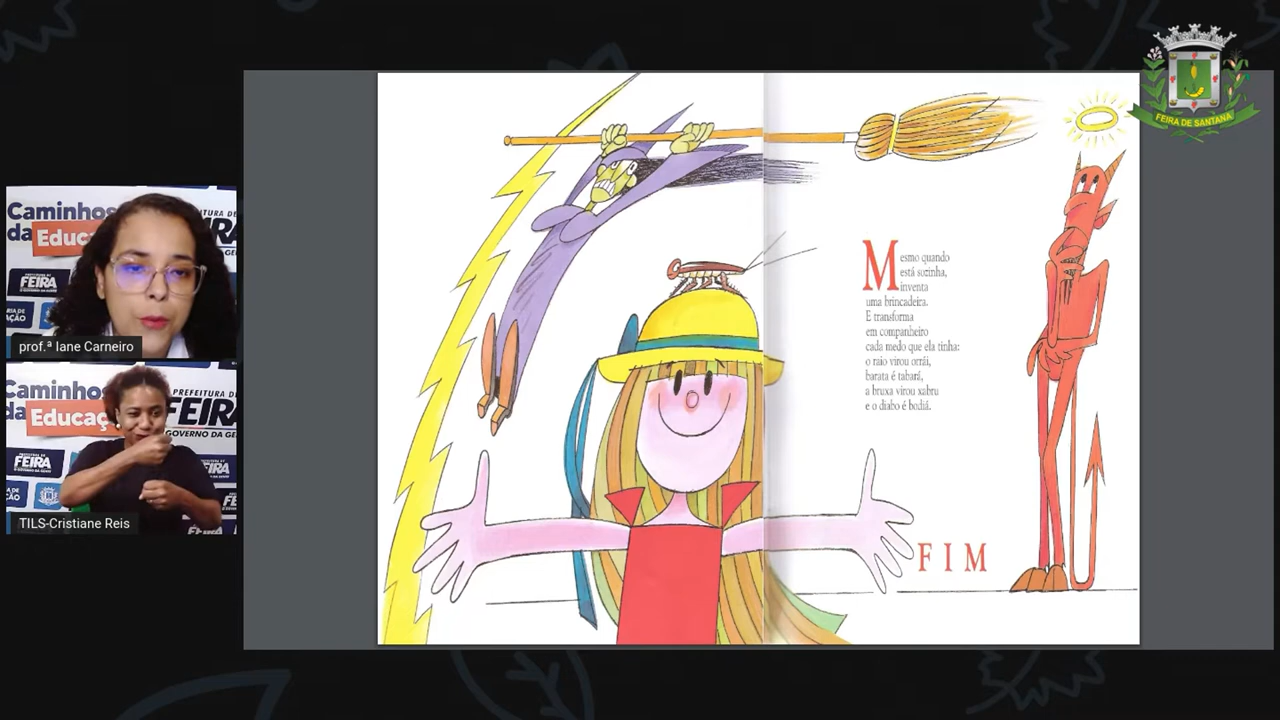 FEIRA DE SANTANA
Caminhos
da Educaç
PREFEITURA DE
FEIRA
prof.ª Iane Carneiro
Caminhos
da Educaç
PREFEITURA DE
FEIRA
GOVERNO DA GE
FEIRA
TILS-Cristiane Reis
Mesmo quando
está sozinha,
inventa
uma brincadeira.
E transforma
em companheiro
cada medo que ela tinha:
o raio virou orrái,
barata é tabará,
a bruxa virou xabru
e o diabo é bodiá.
FIM